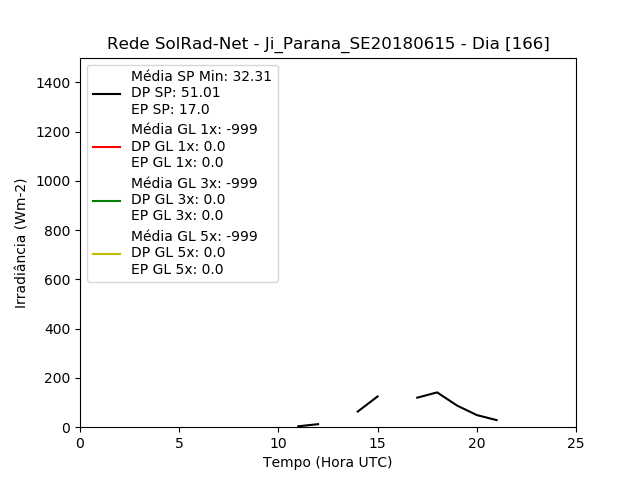 Rede SolRad-Net - Ji_Parana_SE20180615 - Dia [166]
Média SP Min: 32.31
DP SP: 51.01
EP SP: 17.0
Média GL 1x: -999
DP GL 1x: 0.0
EP GL 1x: 0.0
Média GL 3x: -999
DP GL 3x: 0.0
EP GL 3x: 0.0
Média GL 5x: -999
DP GL 5x: 0.0
EP GL 5x: 0.0
Irradiância (Wm-2)
1400
1200
1000
800
600
400
200
0
0 5 10 15 20 25
Tempo (Hora UTC)